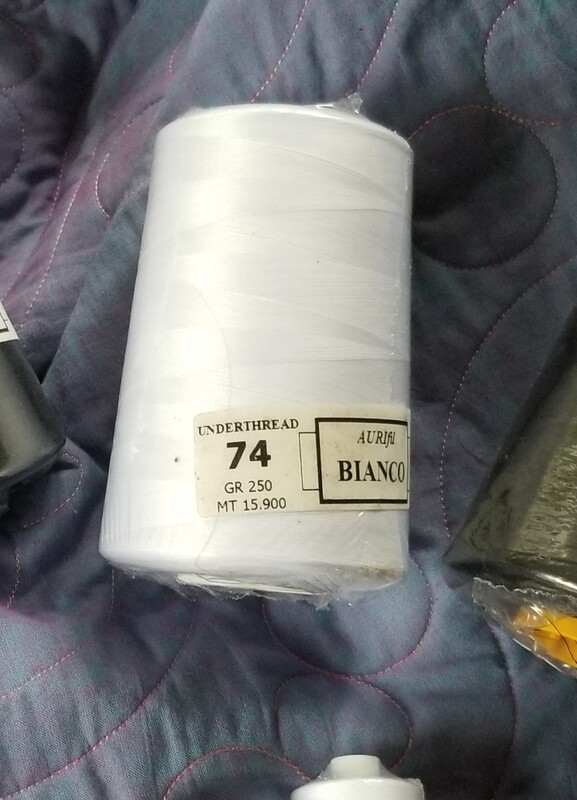 UNDERTHREAD
74
GR 250
MT 15.900
AURIfil
BIANCO